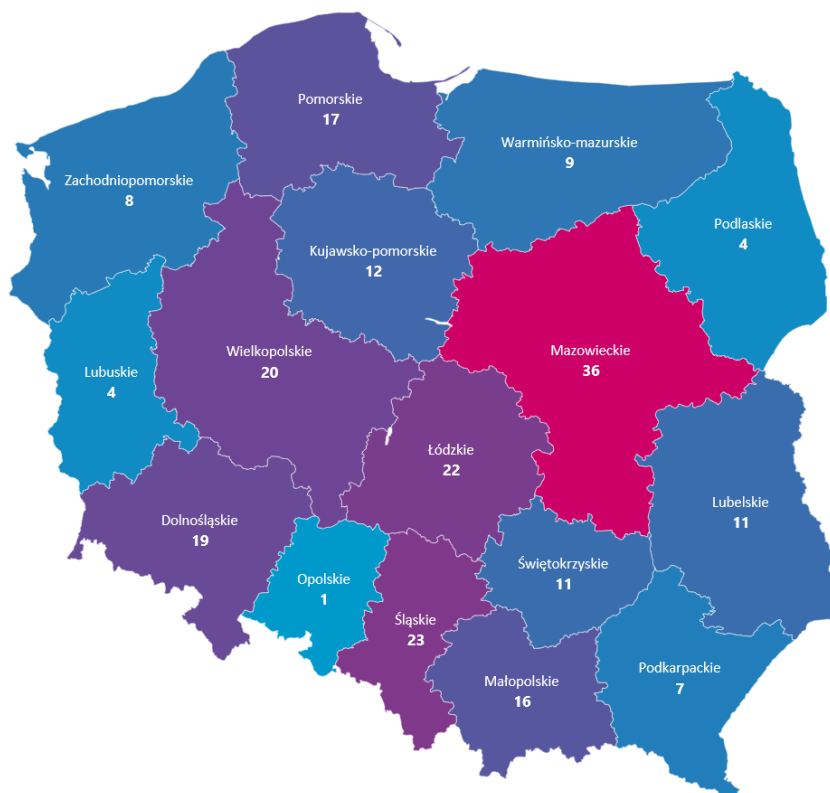 Pomorskie
17
Warmińsko-mazurskie
9
Zachodniopomorskie
8
Podlaskie
4
Kujawsko-pomorskie
12
Wielkopolskie
20
Mazowieckie
36
Lubuskie
4
Łódzkie
22
Lubelskie
11
Dolnośląskie
19
Świętokrzyskie
11
Opolskie
1
Śląskie
23
Małopolskie
16
Podkarpackie
7